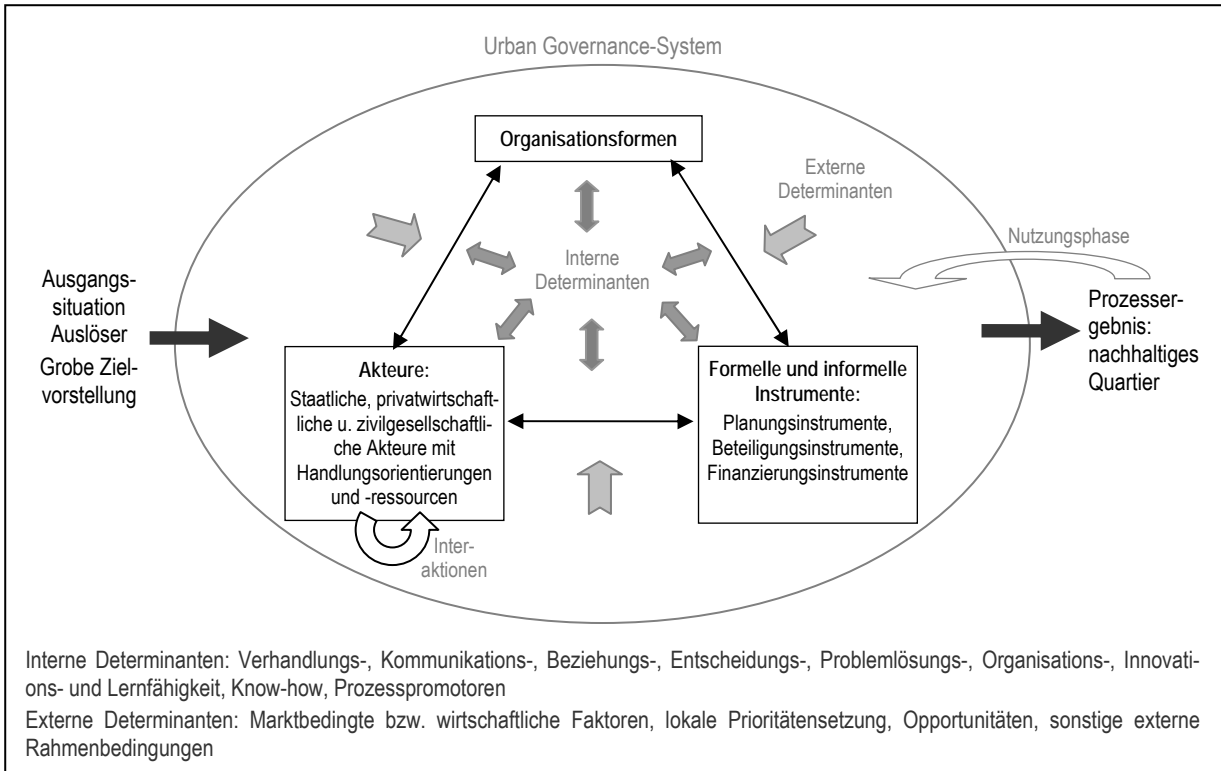 Urban Governance-System
Organisationsformen
Externe
Determinanten
Interne
Determinanten
Nutzungsphase
Ausgangs-
situation
Auslöser
Grobe Ziel-
vorstellung
Akteure:
Staatliche, privatwirtschaft-
liche u. zivilgesellschaftli-
che Akteure mit
Handlungsorientierungen
und -ressourcen
Formelle und informelle
Instrumente:
Planungsinstrumente,
Beteiligungsinstrumente,
Finanzierungsinstrumente
Prozesser-
gebnis:
nachhaltiges
Quartier
Inter-
aktionen
Interne Determinanten: Verhandlungs-, Kommunikations-, Beziehungs-, Entscheidungs-, Problemlösungs-, Organisations-, Innovati-
ons- und Lernfähigkeit, Know-how, Prozesspromotoren
Externe Determinanten: Marktbedingte bzw. wirtschaftliche Faktoren, lokale Prioritätensetzung, Opportunitäten, sonstige externe
Rahmenbedingungen